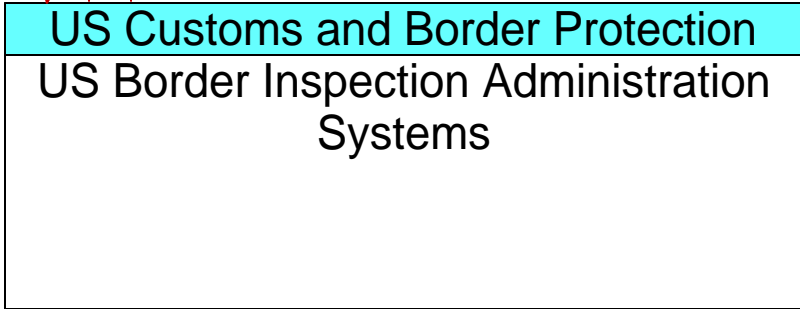 US Customs and Border Protection
US Border Inspection Administration
Systems